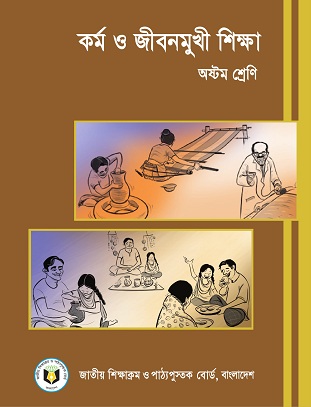 কর্ম ও জীবনমুখী শিক্ষা
অষ্টম শ্রেণি
জাতীয় শিক্ষাক্রম ও পাঠ্যপুস্তক বোর্ড, বাংলাদেশ